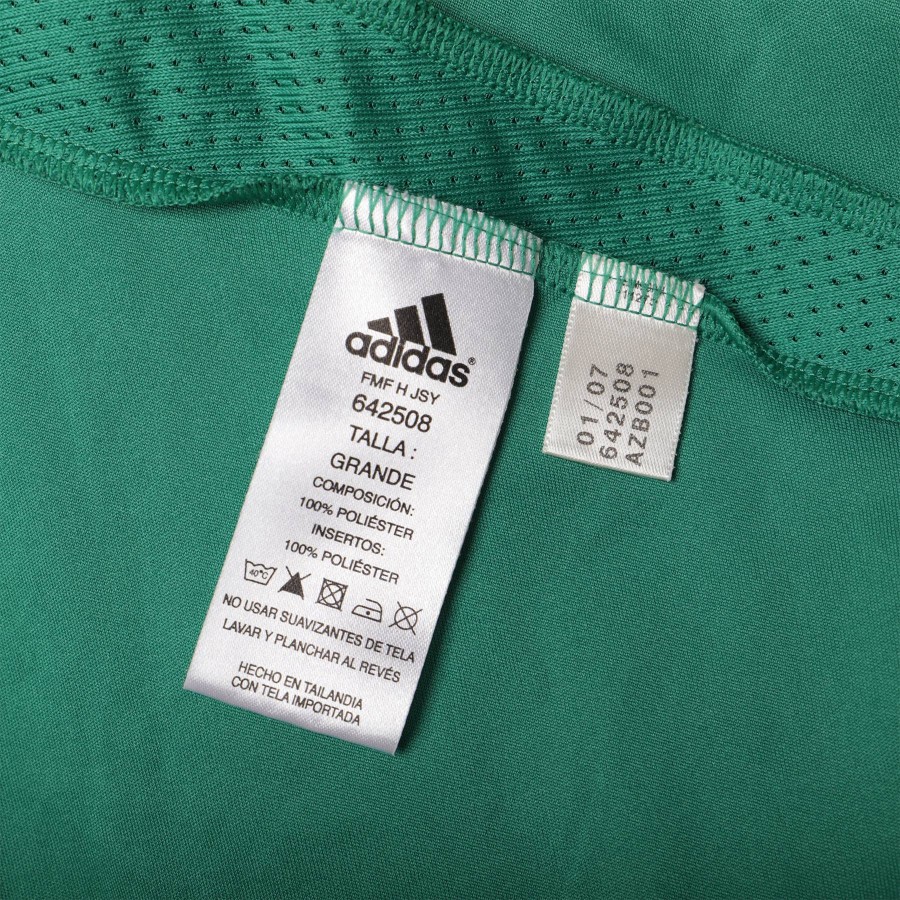 adidas®
FMF H JSY
642508
TALLA :
GRANDE
COMPOSICIÓN:
100% POLIÉSTER
INSERTOS:
100% POLIÉSTER
40°C
NO USAR SUAVIZANTES DE TELA
LAVAR Y PLANCHAR AL REVÉS
HECHO EN TAILANDIA
CON TELA IMPORTADA
01/07
642508
AZB001